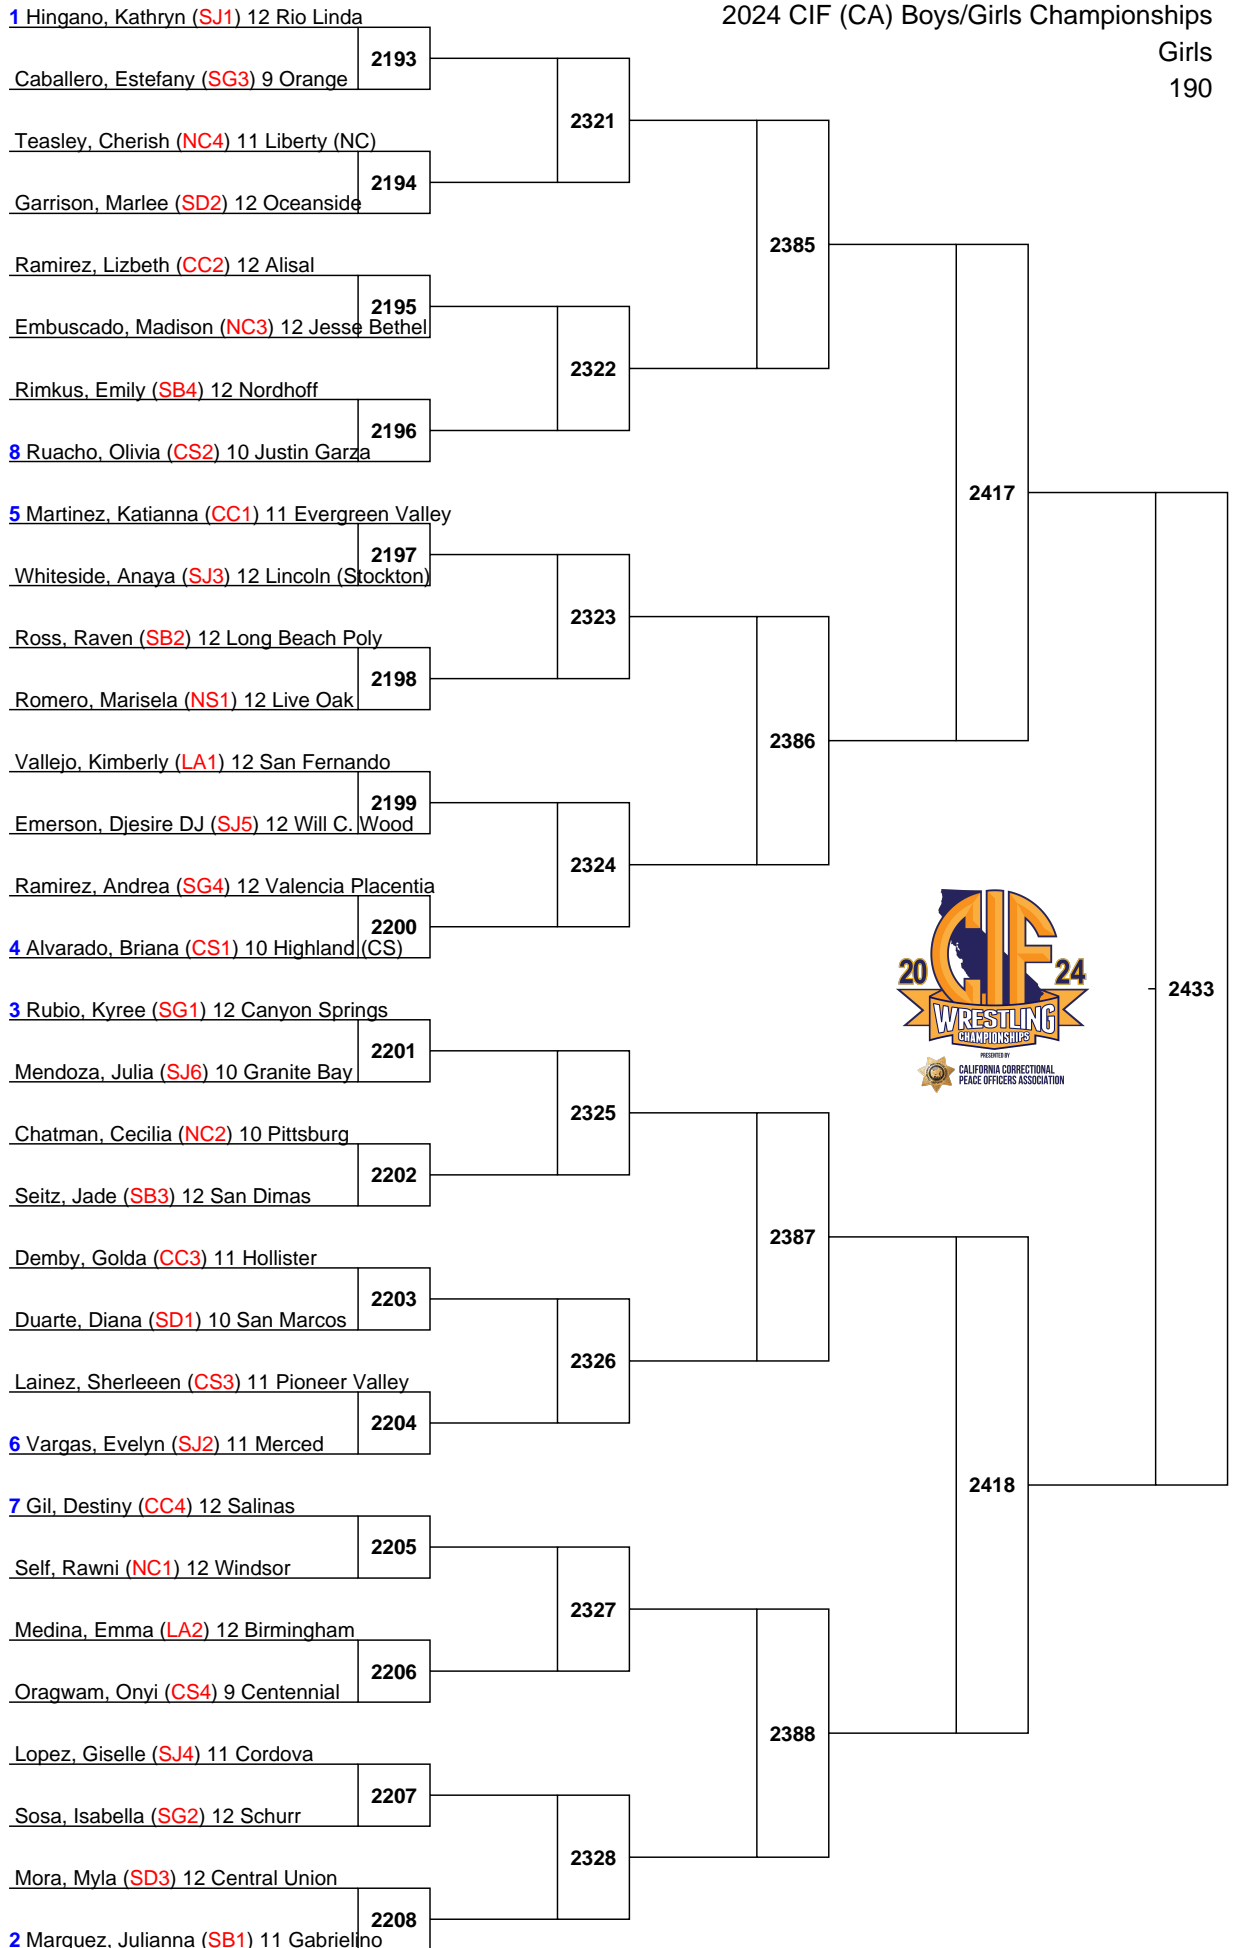 2024 CIF (CA) Boys/Girls Championships
Girls
190
1 Hingano, Kathryn (SJ1) 12 Rio Linda
2193
Caballero, Estefany (SG3) 9 Orange
2321
Teasley, Cherish (NC4) 11 Liberty (NC)
2194
Garrison, Marlee (SD2) 12 Oceanside
2385
Ramirez, Lizbeth (CC2) 12 Alisal
2195
Embuscado, Madison (NC3) 12 Jesse Bethel
2322
Rimkus, Emily (SB4) 12 Nordhoff
2196
8 Ruacho, Olivia (CS2) 10 Justin Garza
2417
5 Martinez, Katianna (CC1) 11 Evergreen Valley
2197
Whiteside, Anaya (SJ3) 12 Lincoln (Stockton)
2323
Ross, Raven (SB2) 12 Long Beach Poly
2198
Romero, Marisela (NS1) 12 Live Oak
2386
Vallejo, Kimberly (LA1) 12 San Fernando
2199
Emerson, Djesire DJ (SJ5) 12 Will C. Wood
2324
Ramirez, Andrea (SG4) 12 Valencia Placentia
2200
4 Alvarado, Briana (CS1) 10 Highland (CS)
20 CIF 24
WRESTLING
CHAMPIONSHIPS
PRESENTED BY
CALIFORNIA CORRECTIONAL
PEACE OFFICERS ASSOCIATION
2433
3 Rubio, Kyree (SG1) 12 Canyon Springs
2201
Mendoza, Julia (SJ6) 10 Granite Bay
2325
Chatman, Cecilia (NC2) 10 Pittsburg
2202
Seitz, Jade (SB3) 12 San Dimas
2387
Demby, Golda (CC3) 11 Hollister
2203
Duarte, Diana (SD1) 10 San Marcos
2326
Lainez, Sherleeen (CS3) 11 Pioneer Valley
2204
6 Vargas, Evelyn (SJ2) 11 Merced
2418
7 Gil, Destiny (CC4) 12 Salinas
2205
Self, Rawni (NC1) 12 Windsor
2327
Medina, Emma (LA2) 12 Birmingham
2206
Oragwam, Onyi (CS4) 9 Centennial
2388
Lopez, Giselle (SJ4) 11 Cordova
2207
Sosa, Isabella (SG2) 12 Schurr
2328
Mora, Myla (SD3) 12 Central Union
2208
2 Marquez, Julianna (SB1) 11 Gabrielino